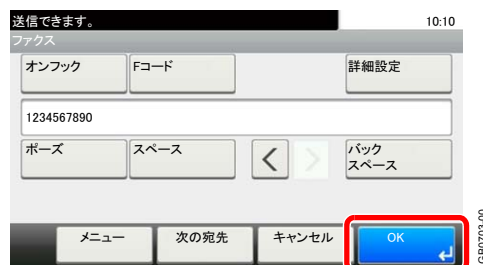 送信できます。
10:10
ファクス
オンフック
Fコード
詳細設定
1234567890
ポーズ
スペース
バック
スペース
メニュー
次の宛先
キャンセル
OK
GB0703_00